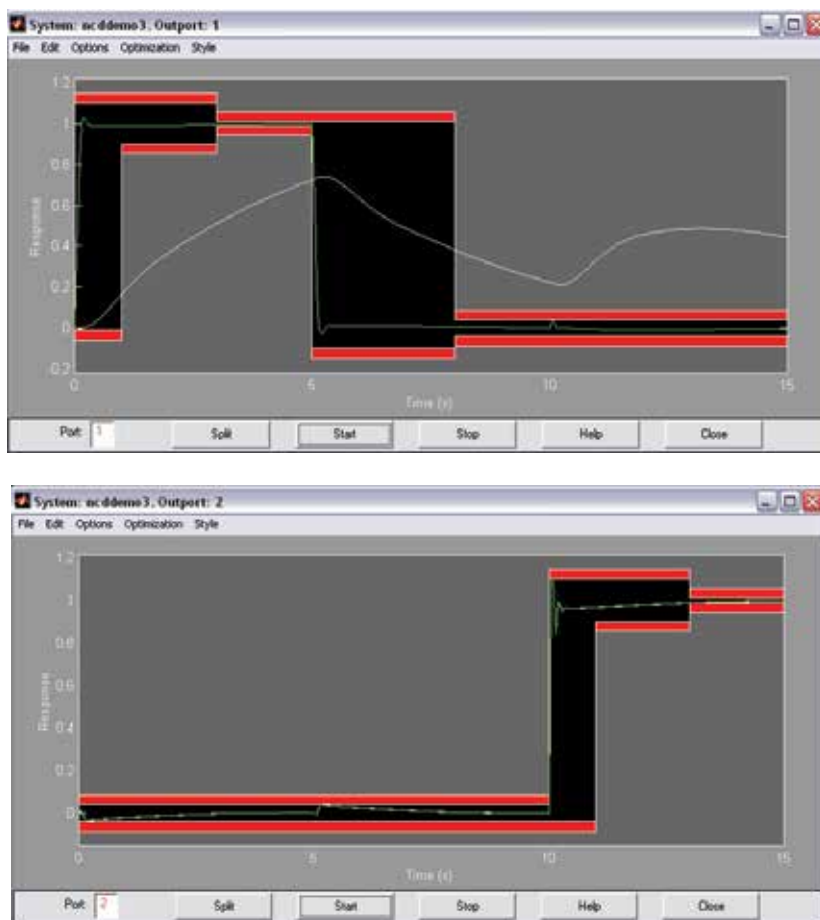 System: ncddemo3, Outport: 1
File Edit Options Optimization Style
1.2
1
0.8
0.6
0.4
0.2
0
-0.2
Response
0 5 10 15
Time (s)
Port: 1 Split Start Stop Help Close
System: ncddemo3, Outport: 2
File Edit Options Optimization Style
1.2
1
0.8
0.6
0.4
0.2
0
Response
0 5 10 15
Time (s)
Port: 2 Split Start Stop Help Close